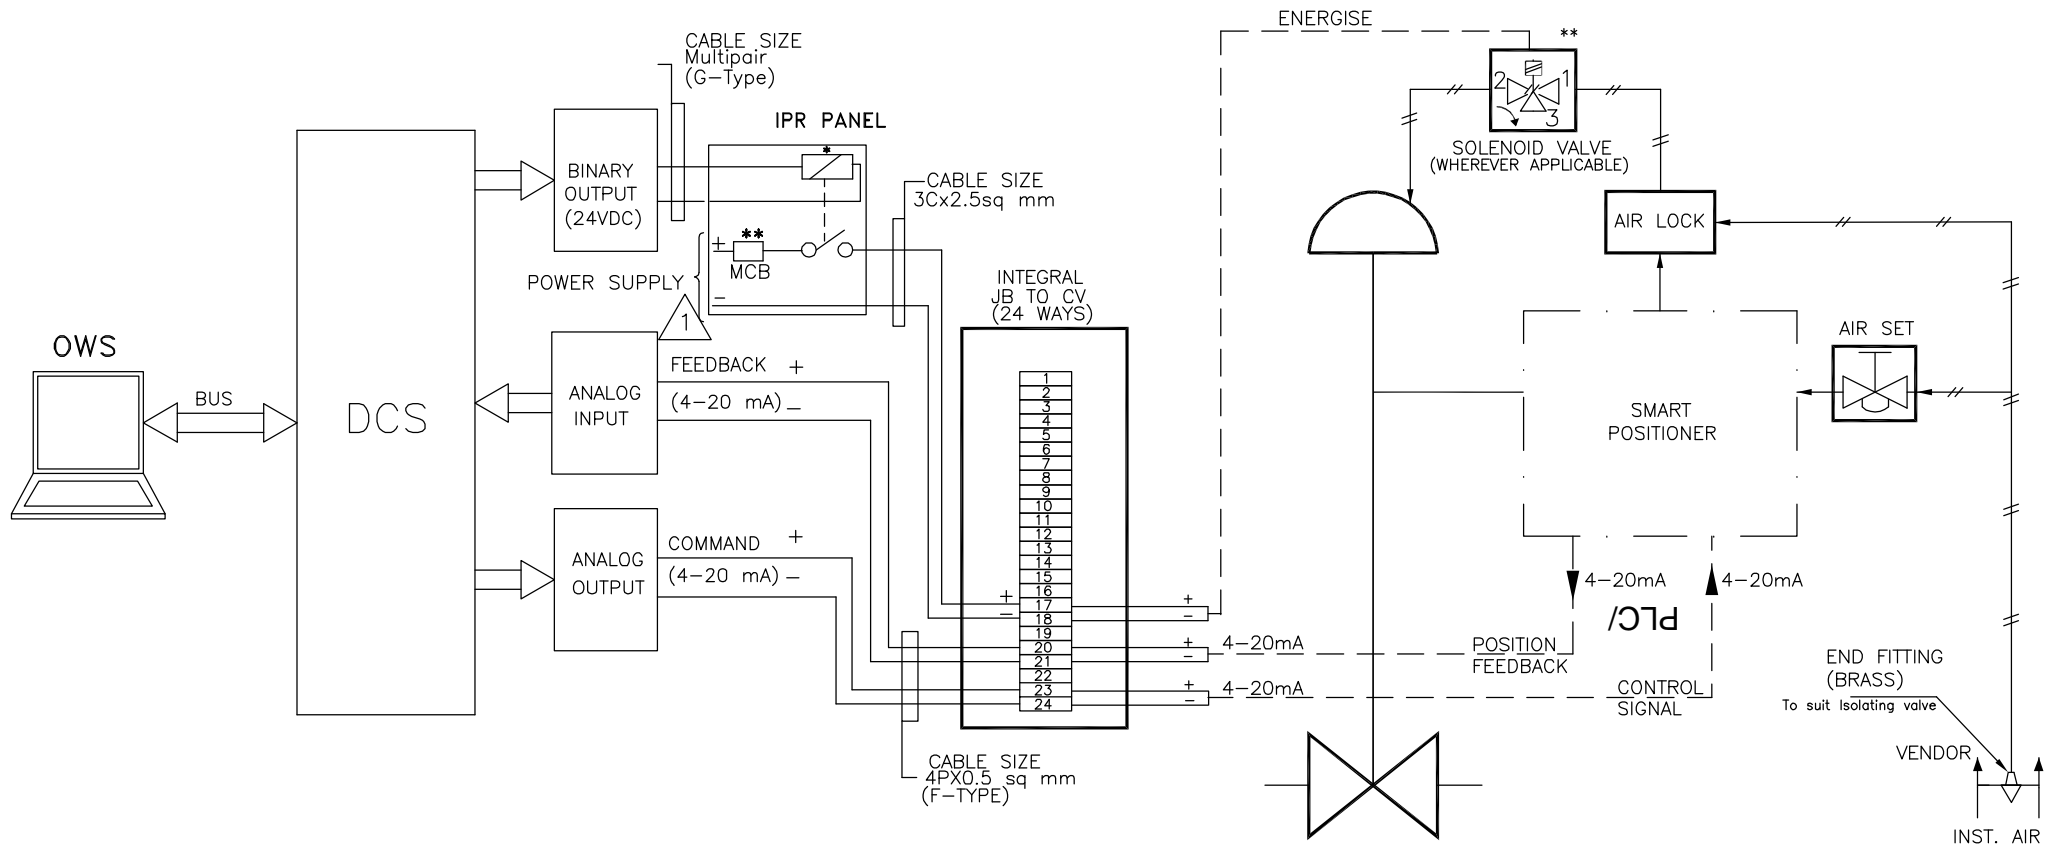 ENERGISE
**
CABLE SIZE
Multipair
(G-Type)
2
1
3
IPR PANEL
SOLENOID VALVE
(WHEREVER APPLICABLE)
*
BINARY
OUTPUT
(24VDC)
CABLE SIZE
3Cx2.5sq mm
AIR LOCK
+
**
MCB
POWER SUPPLY
-
1
INTEGRAL
JB TO CV
(24 WAYS)
AIR SET
OWS
BUS
DCS
FEEDBACK +
(4-20 mA) -
ANALOG
INPUT
SMART
POSITIONER
1
2
3
4
5
6
7
8
9
10
11
12
13
14
15
16
17
18
19
20
21
22
23
24
COMMAND +
(4-20 mA) -
ANALOG
OUTPUT
+
-
+
-
+
-
+
-
4-20mA
4-20mA
PLC/
4-20mA
POSITION
FEEDBACK
4-20mA
CONTROL
SIGNAL
END FITTING
(BRASS)
To suit Isolating valve
VENDOR
CABLE SIZE
4PX0.5 sq mm
(F-TYPE)
INST. AIR